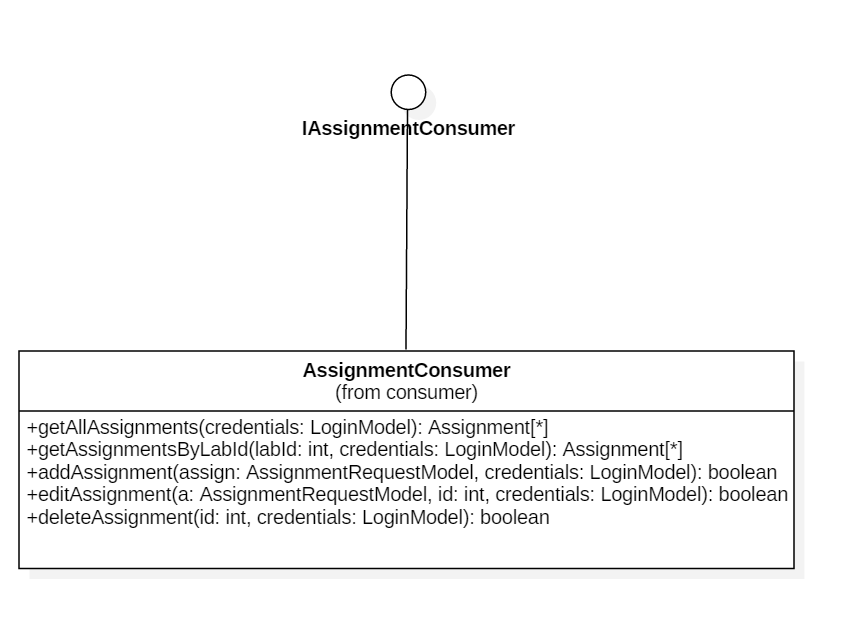 IAssignmentConsumer
AssignmentConsumer
(from consumer)
+getAllAssignments(credentials: LoginModel): Assignment[*]
+getAssignmentsByLabId(labId: int, credentials: LoginModel): Assignment[*]
+addAssignment(assign: AssignmentRequestModel, credentials: LoginModel): boolean
+editAssignment(a: AssignmentRequestModel, id: int, credentials: LoginModel): boolean
+deleteAssignment(id: int, credentials: LoginModel): boolean